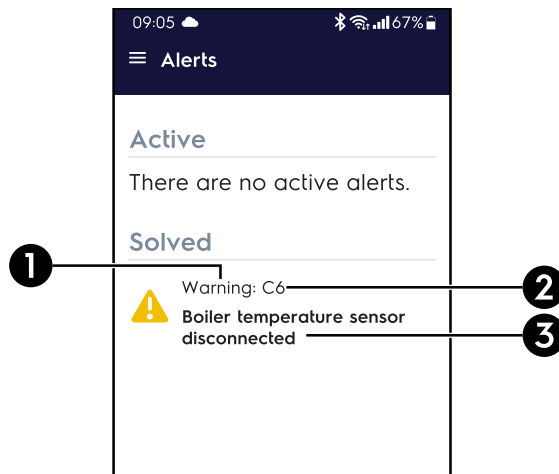 09:05 67%
Alerts
Active
There are no active alerts.
Solved
1
Warning: C6
2
Boiler temperature sensor
disconnected
3